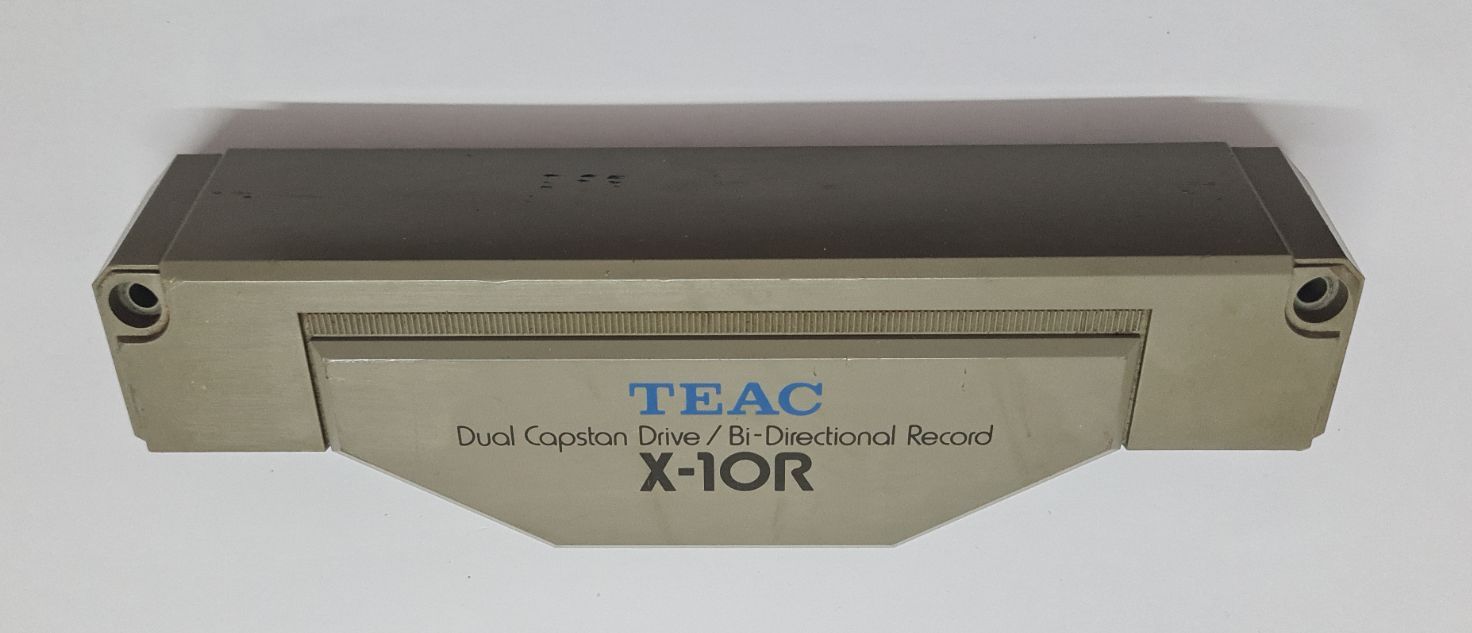 TEAC
Dual Capstan Drive / Bi-Directional Record
X-10R